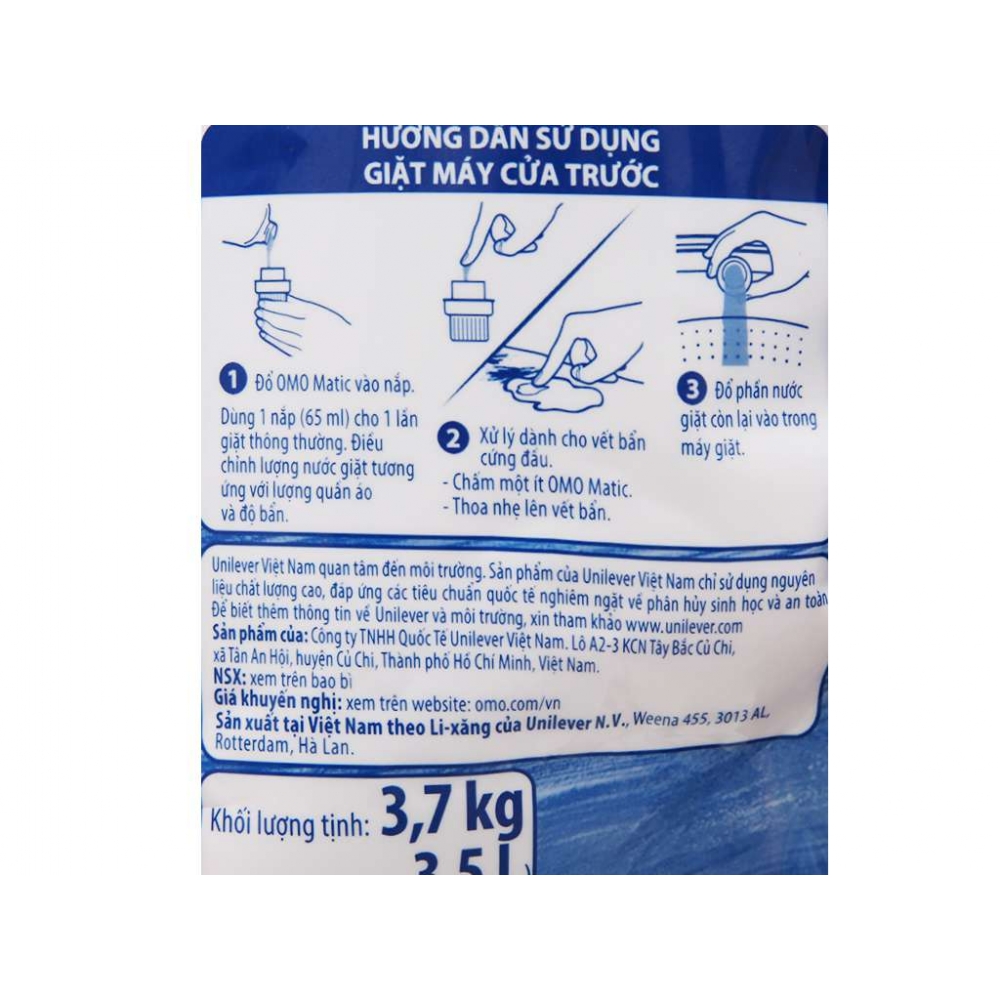 HƯỚNG DẪN SỬ DỤNG
GIẶT MÁY CỬA TRƯỚC
1 Đổ OMO Matic vào nắp.
Dùng 1 nắp (65 ml) cho 1 lần
giặt thông thường. Điều
chỉnh lượng nước giặt tương
ứng với lượng quần áo
và độ bẩn.
2 Xử lý dành cho vết bẩn
cứng đầu.
- Chấm một ít OMO Matic.
- Thoa nhẹ lên vết bẩn.
3 Đổ phần nước
giặt còn lại vào trong
máy giặt.
Unilever Việt Nam quan tâm đến môi trường. Sản phẩm của Unilever Việt Nam chỉ sử dụng nguyên
liệu chất lượng cao, đáp ứng các tiêu chuẩn quốc tế nghiêm ngặt về phân hủy sinh học và an toàn
Để biết thêm thông tin về Unilever và môi trường, xin tham khảo www.unilever.com
Sản phẩm của: Công ty TNHH Quốc Tế Unilever Việt Nam. Lô A2-3 KCN Tây Bắc Củ Chi,
xã Tân An Hội, huyện Củ Chi, Thành phố Hồ Chí Minh, Việt Nam.
NSX: xem trên bao bì
Giá khuyến nghị: xem trên website: omo.com/vn
Sản xuất tại Việt Nam theo Li-xăng của Unilever N.V., Weena 455, 3013 AL,
Rotterdam, Hà Lan.
Khối lượng tịnh: 3,7 kg
3,5 L